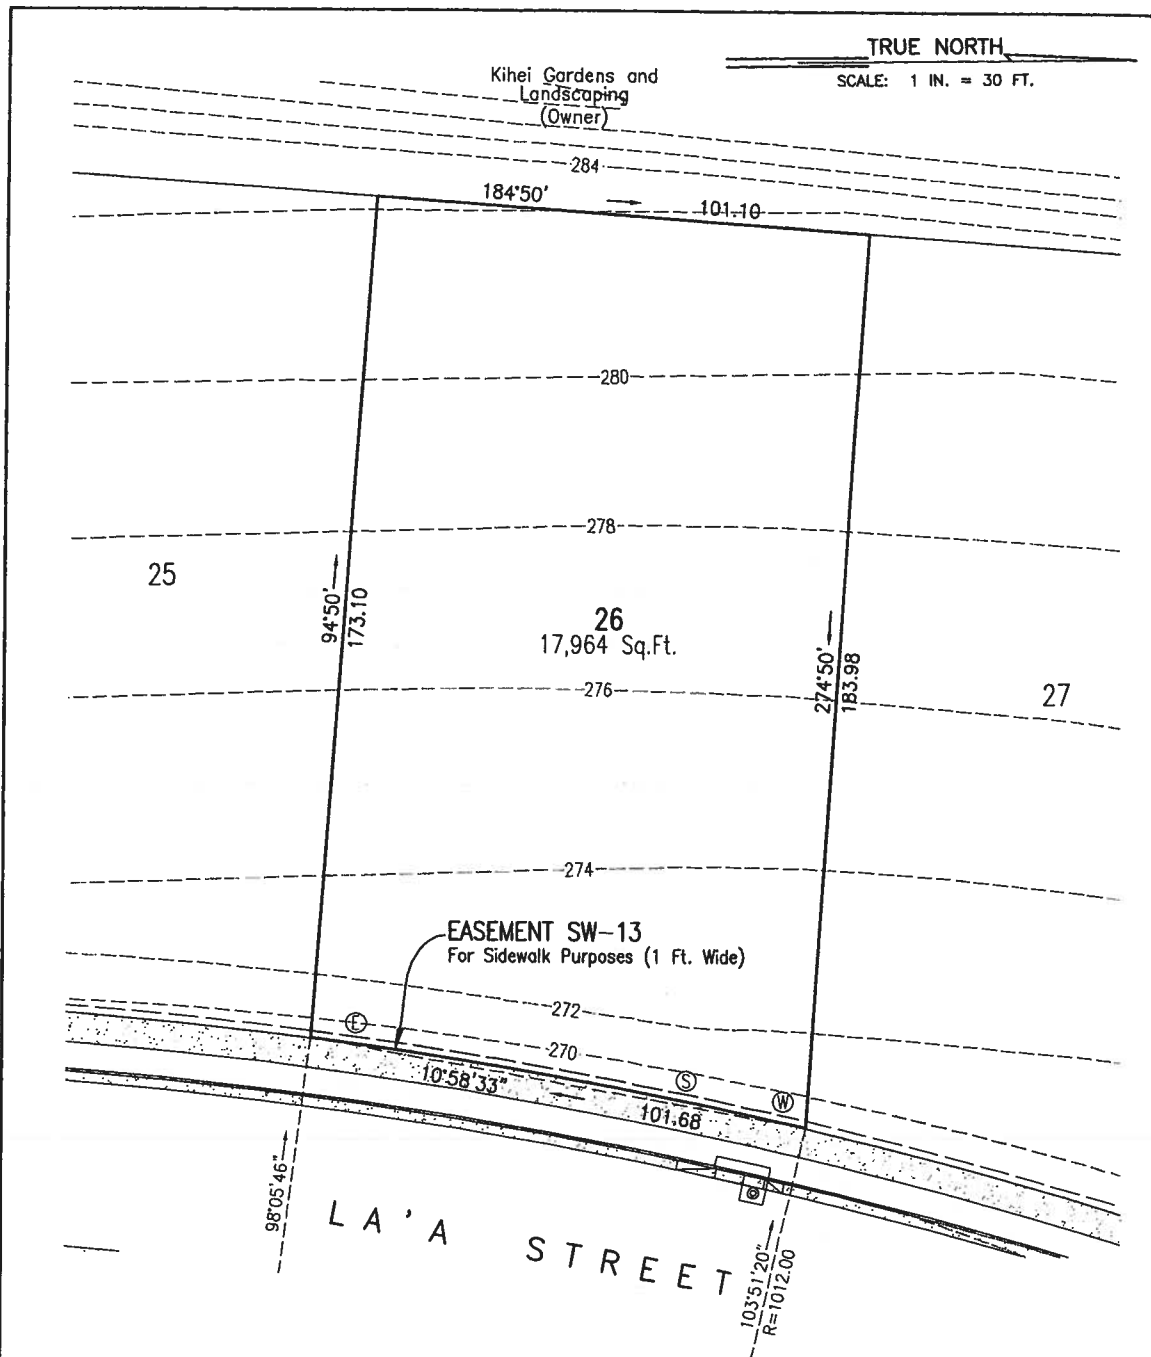 TRUE NORTH
SCALE: 1 IN. = 30 FT.
Kihei Gardens and
Landscaping
(Owner)
284
184°50'
101.10
280
278
25
94°50'
173.10
26
17,964 Sq.Ft.
274°50'
183.98
276
27
274
EASEMENT SW-13
For Sidewalk Purposes (1 Ft. Wide)
272
E
270
10°58'33"
S
W
101.68
98°05'46"
LA'A STREET
103°51'20"
R=1012.00